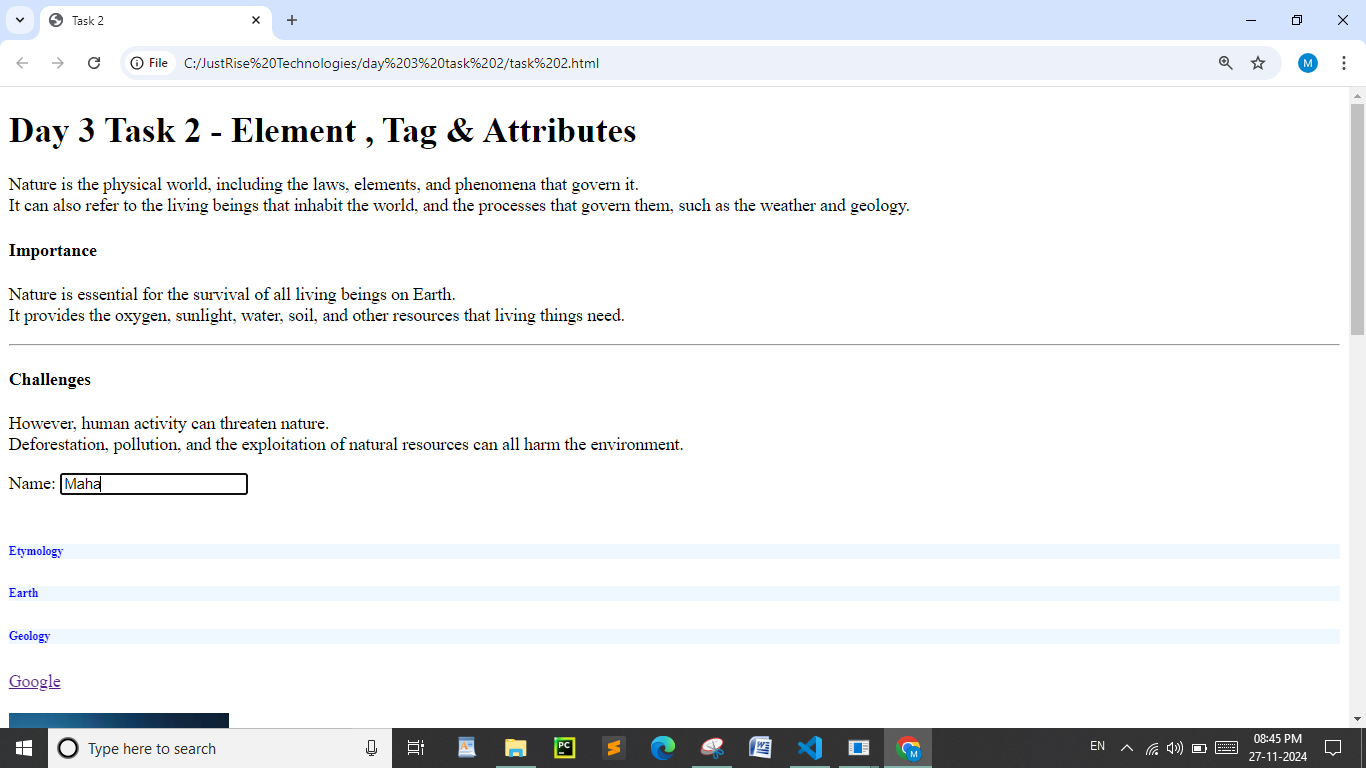 Task 2
File
C:/JustRise%20Technologies/day%203%20task%202/task%202.html
M
Day 3 Task 2 - Element , Tag & Attributes
Nature is the physical world, including the laws, elements, and phenomena that govern it.
It can also refer to the living beings that inhabit the world, and the processes that govern them, such as the weather and geology.
Importance
Nature is essential for the survival of all living beings on Earth.
It provides the oxygen, sunlight, water, soil, and other resources that living things need.
Challenges
However, human activity can threaten nature.
Deforestation, pollution, and the exploitation of natural resources can all harm the environment.
Name: Maha
Etymology
Earth
Geology
Google
Type here to search
PC
W
M
EN
08:45 PM
27-11-2024